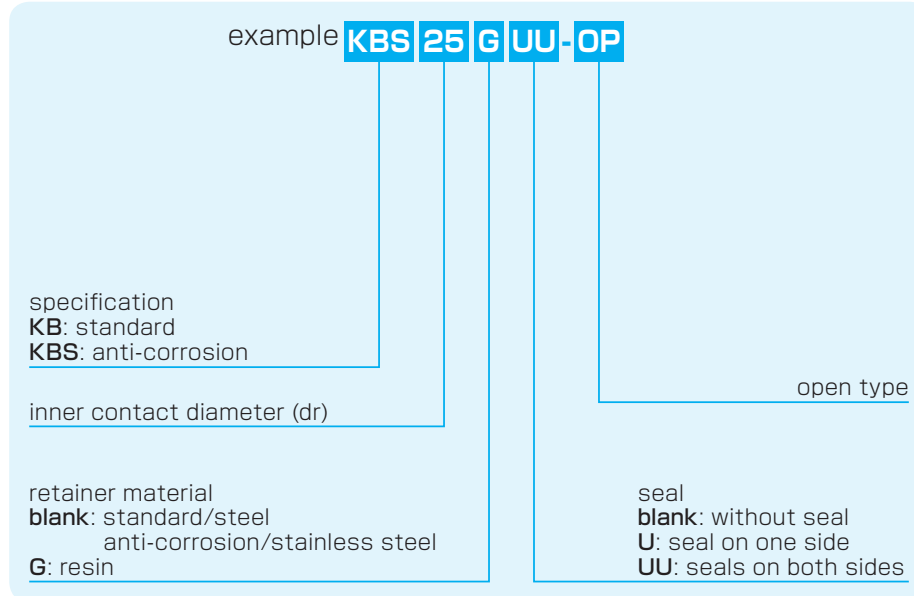 example KBS 25 G UU - OP
specification
KB: standard
KBS: anti-corrosion
open type
inner contact diameter (dr)
retainer material
blank: standard/steel
anti-corrosion/stainless steel
G: resin
seal
blank: without seal
U: seal on one side
UU: seals on both sides